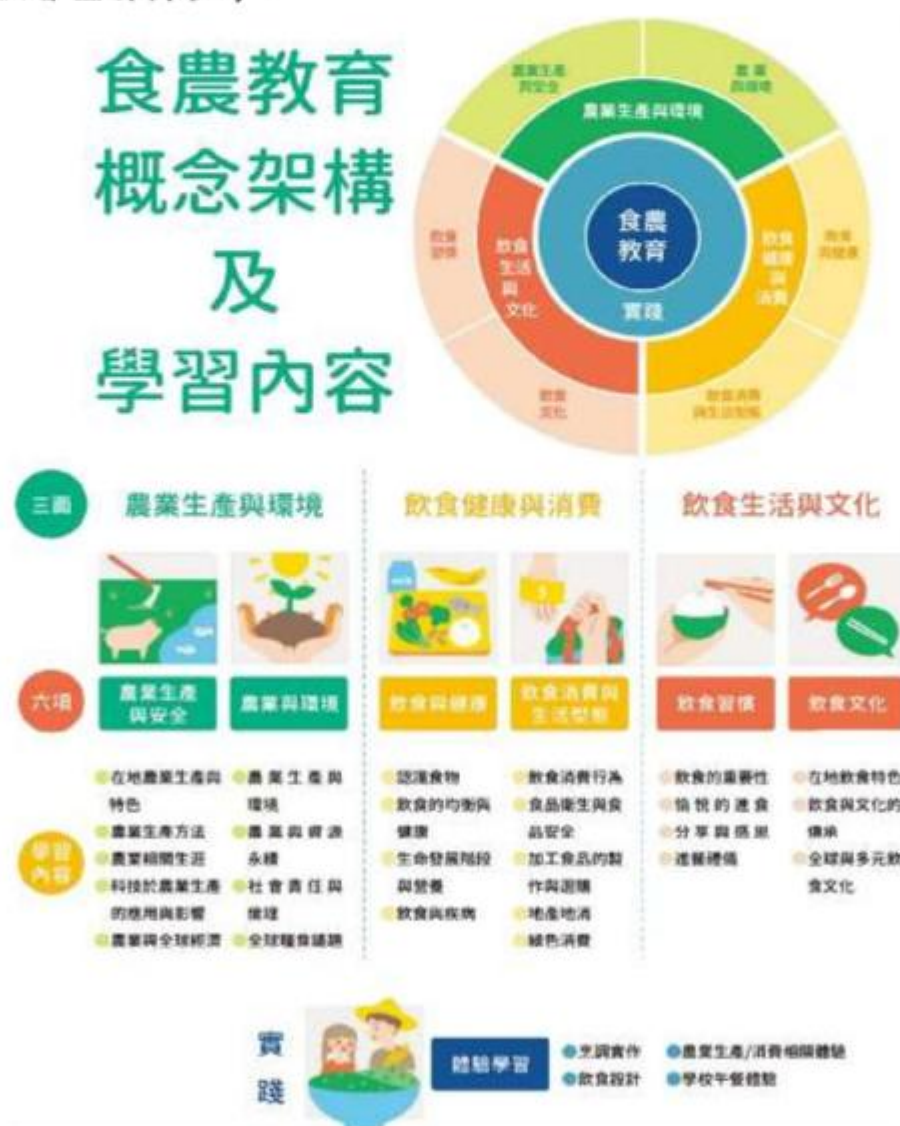 食農教育
概念架構
及
學習內容
農業生產
與安全
農業
與環境
農業生產與環境
飲食
習慣
飲食
生活
與
文化
食農
教育
實踐
飲食
健康
與
消費
飲食
與健康
飲食
文化
飲食消費
與生活型態
三面
農業生產與環境
飲食健康與消費
飲食生活與文化
六項
農業生產
與安全
農業與環境
飲食與健康
飲食消費與
生活型態
飲食習慣
飲食文化
學習
內容
在地農業生產與
特色
農業生產方法
農業相關生涯
科技於農業生產
的應用與影響
農業與全球經濟
農業生產與
環境
農業與資源
永續
社會責任與
倫理
全球糧食議題
認識食物
飲食的均衡與
健康
生命發展階段
與營養
飲食與疾病
飲食消費行為
食品衛生與食
品安全
加工食品的製
作與選購
地產地消
綠色消費
飲食的重要性
愉悅的進食
分享與感恩
進餐禮儀
在地飲食特色
飲食與文化的
傳承
全球與多元飲
食文化
實
踐
體驗學習
烹調實作
農業生產/消費相關體驗
飲食設計
學校午餐體驗